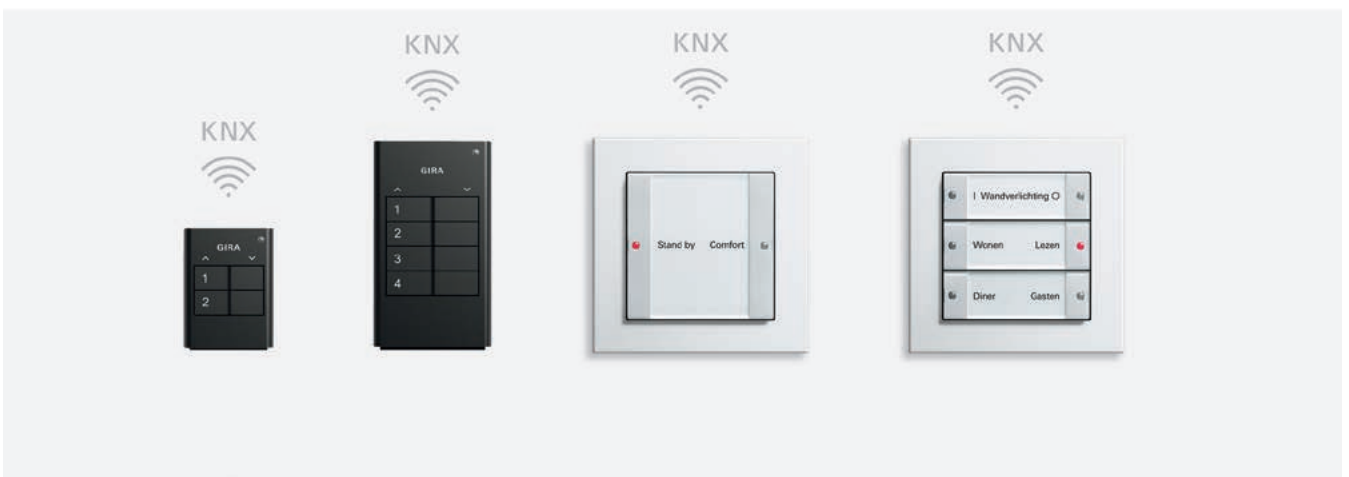 KNX
GIRA
1
2
KNX
GIRA
1
2
3
4
KNX
Stand by Comfort
KNX
I Wandverlichting O
Wonen Lezen
Diner Gasten